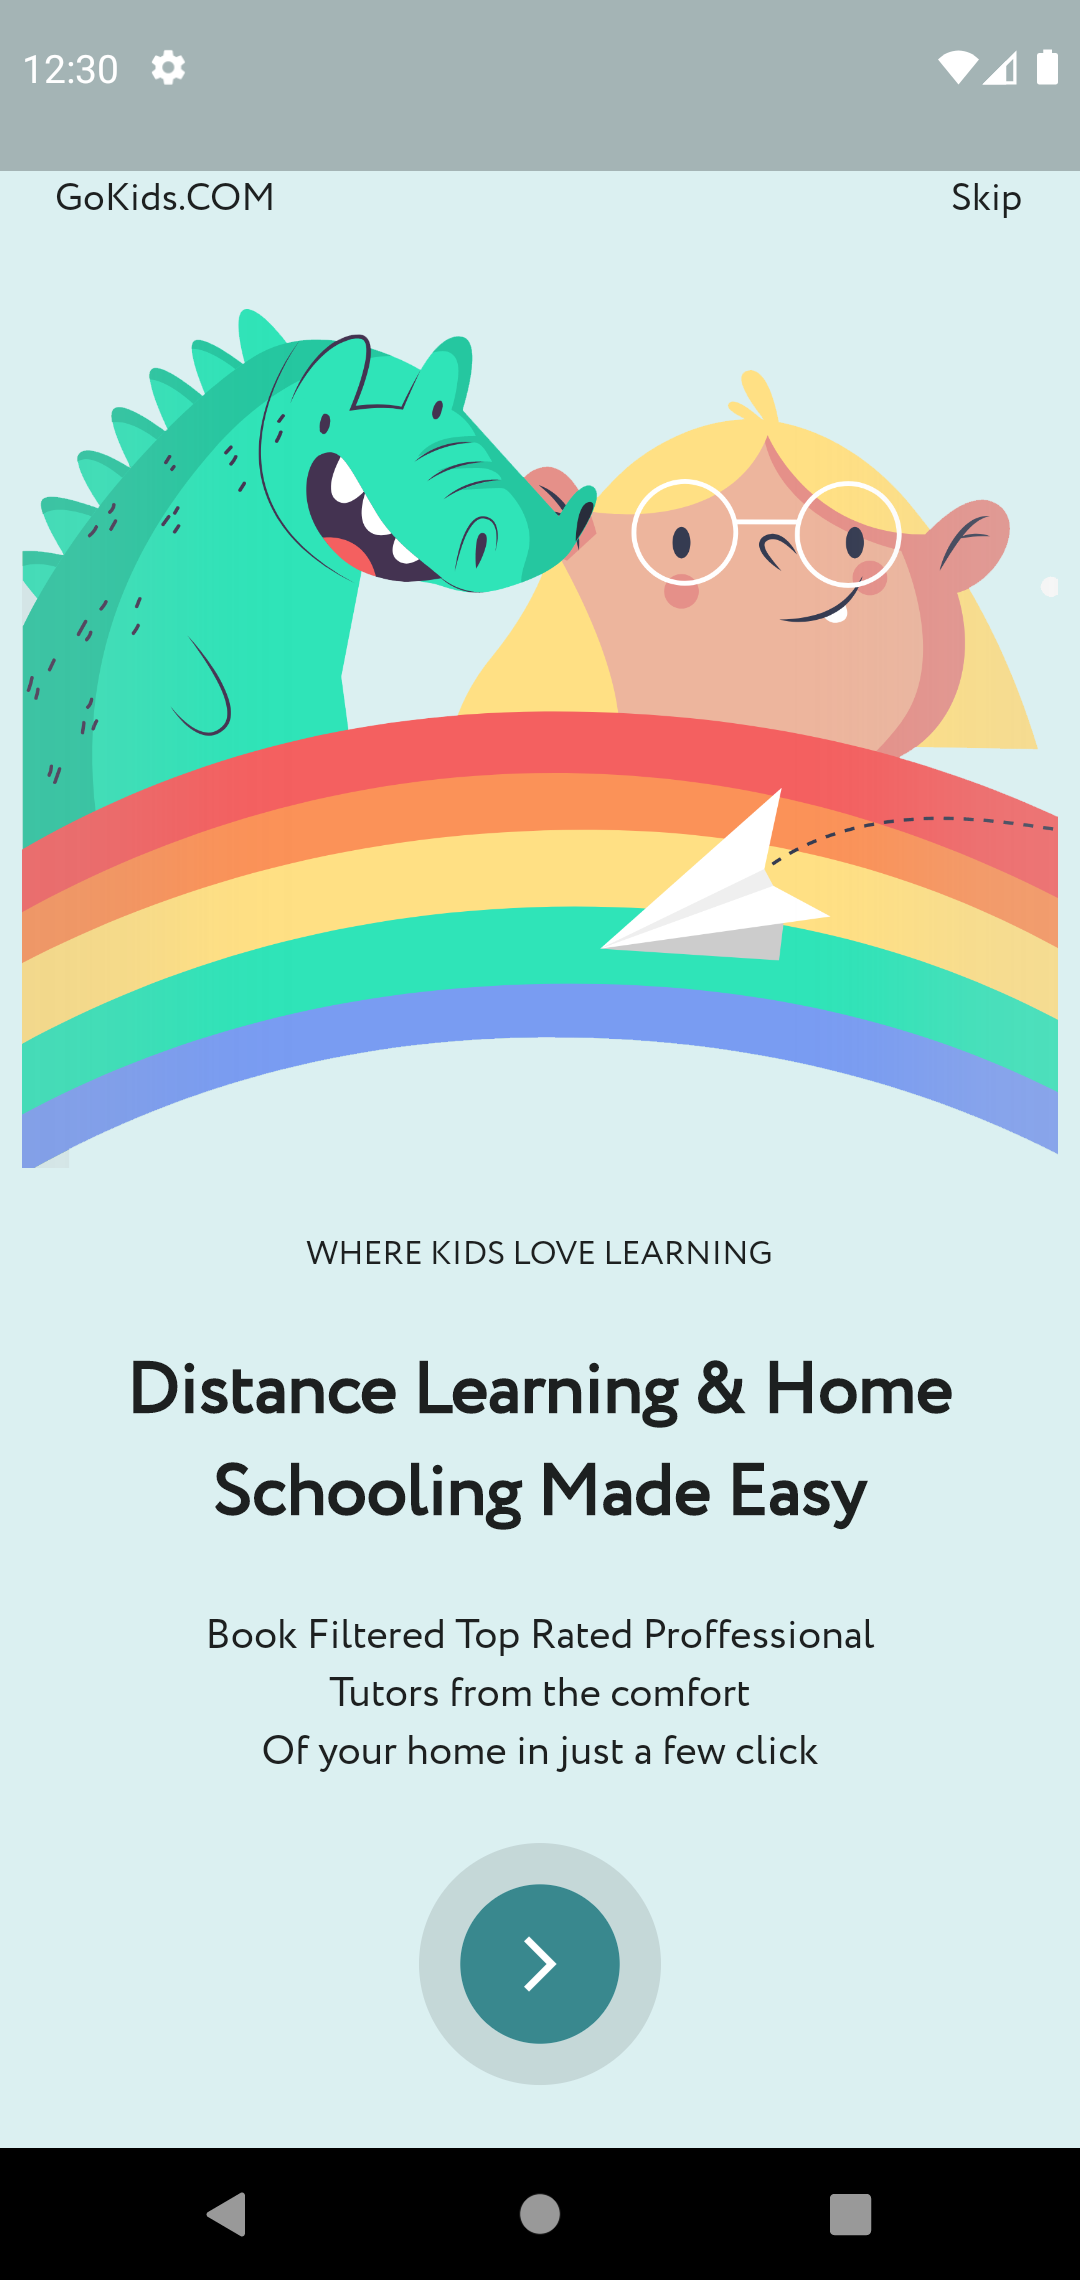 12:30
GoKids.COM
Skip
WHERE KIDS LOVE LEARNING
Distance Learning & Home
Schooling Made Easy
Book Filtered Top Rated Proffessional
Tutors from the comfort
Of your home in just a few click